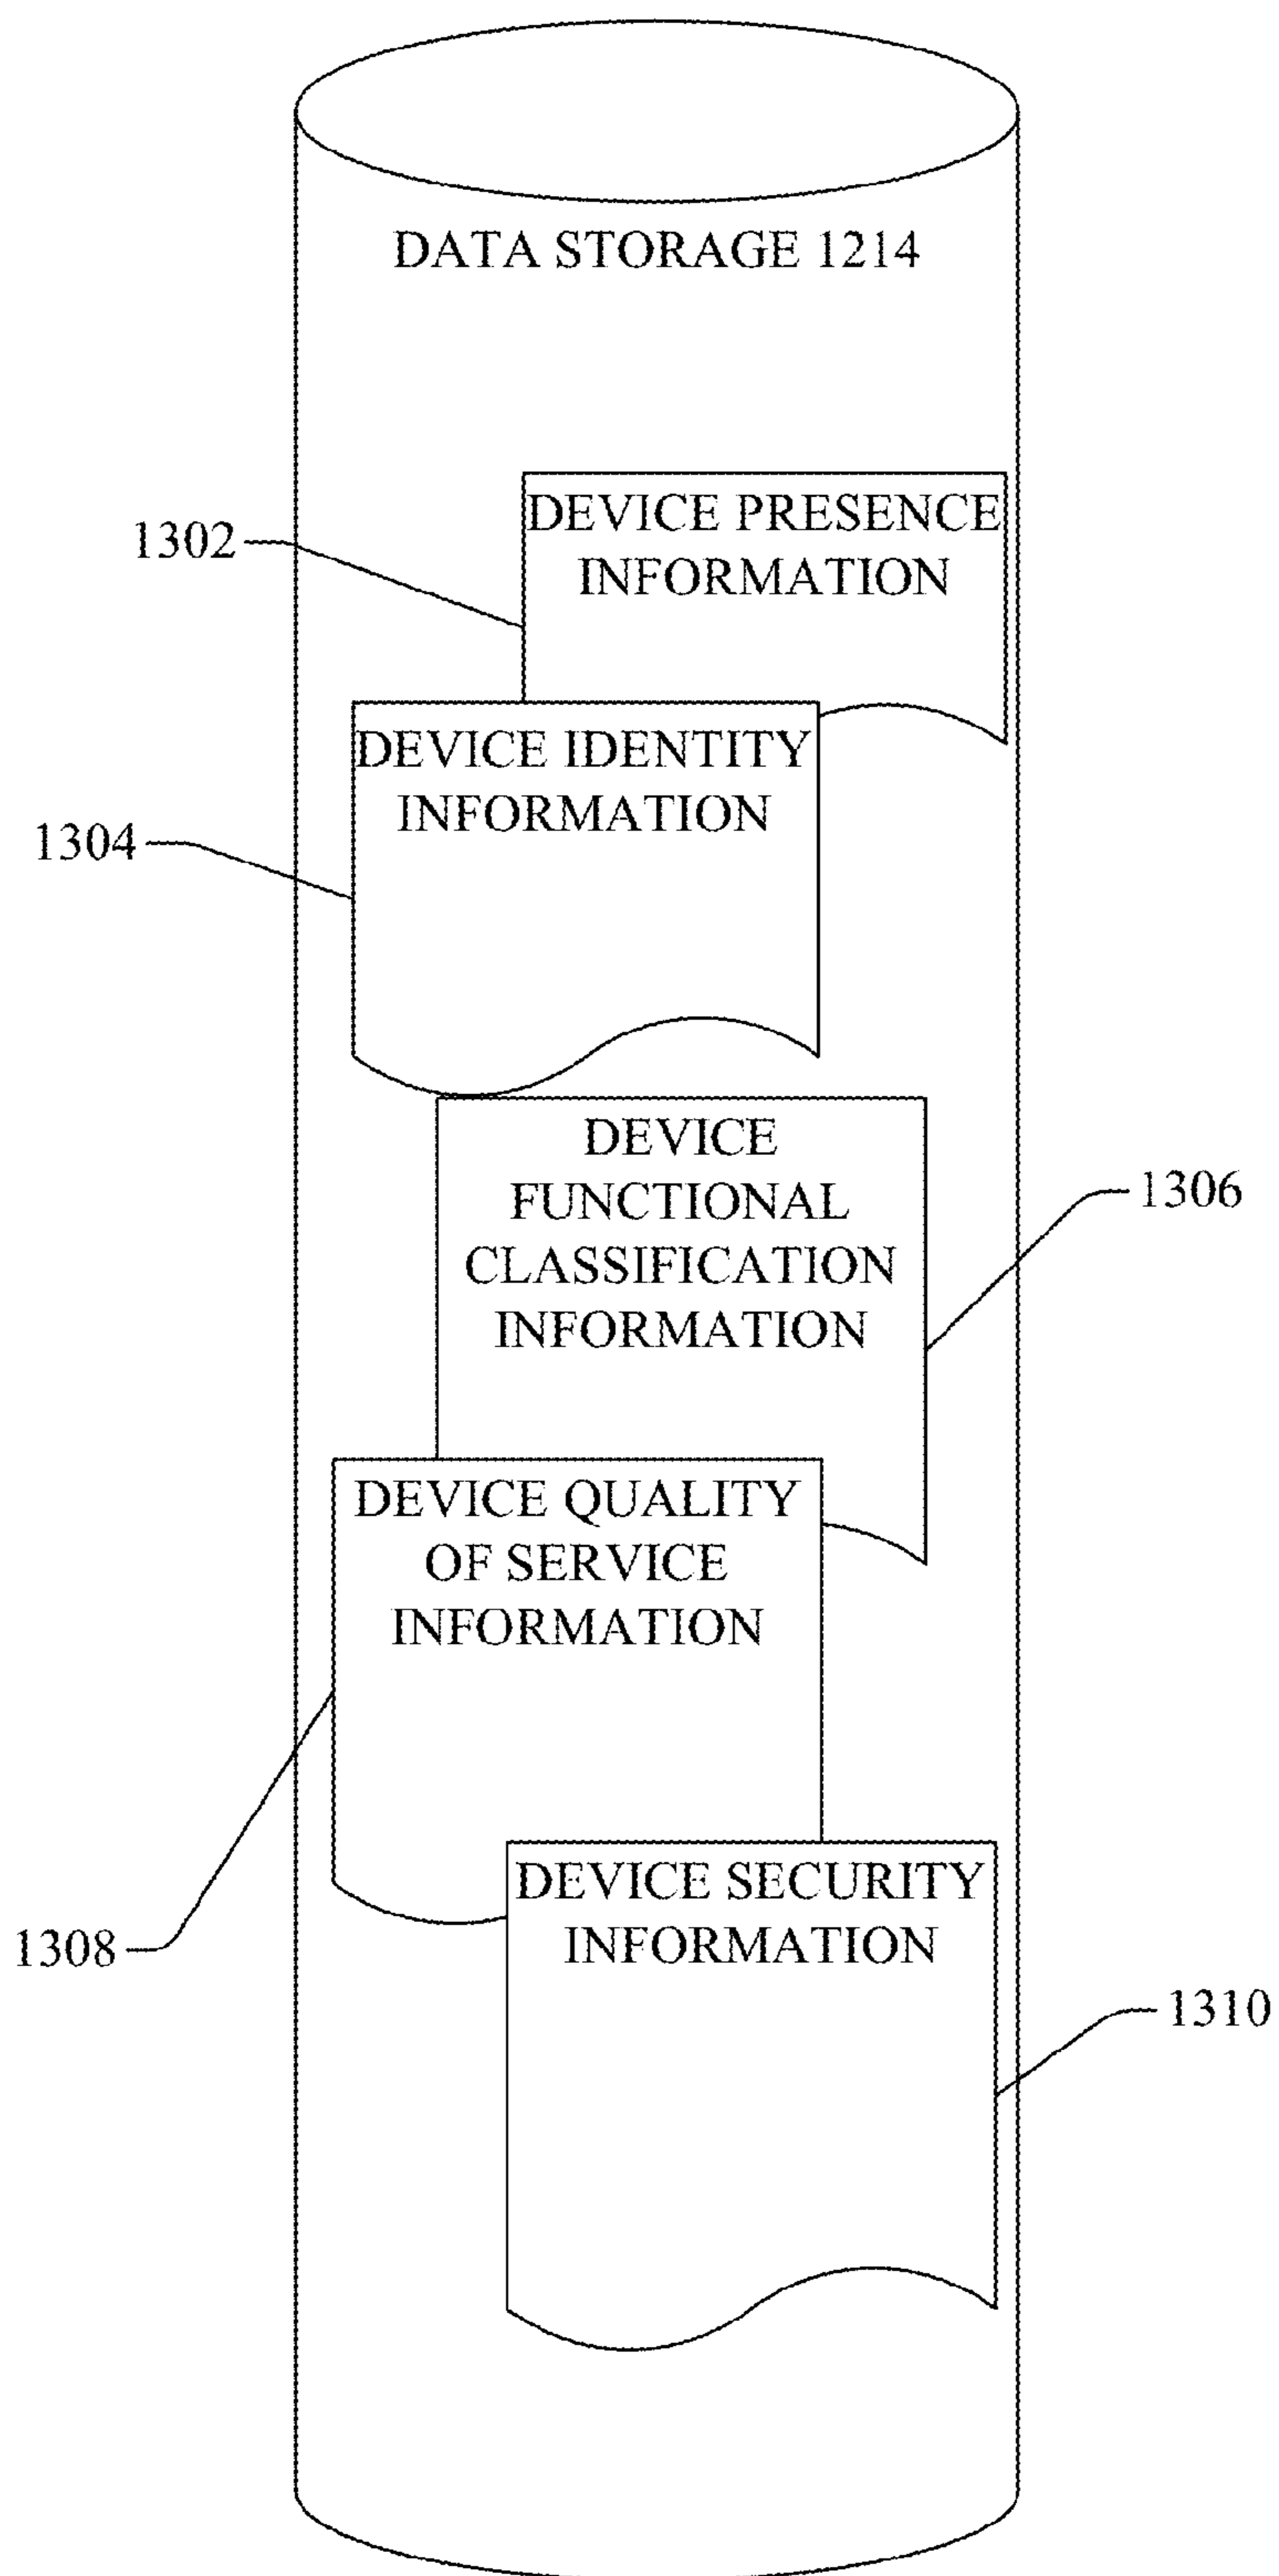 DATA STORAGE 1214
DEVICE PRESENCE
INFORMATION
1302
DEVICE IDENTITY
INFORMATION
1304
DEVICE
FUNCTIONAL
CLASSIFICATION
INFORMATION
1306
DEVICE QUALITY
OF SERVICE
INFORMATION
1308
DEVICE SECURITY
INFORMATION
1310